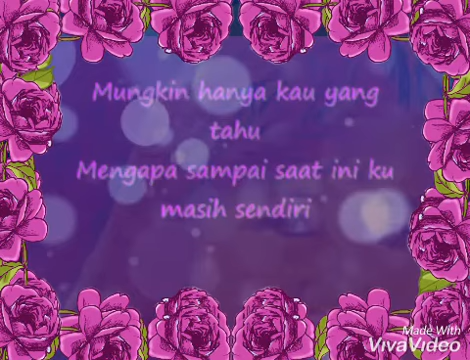 Mungkin hanya kau yang
tahu
Mengapa sampai saat ini ku
masih sendiri
Made With
VivaVideo